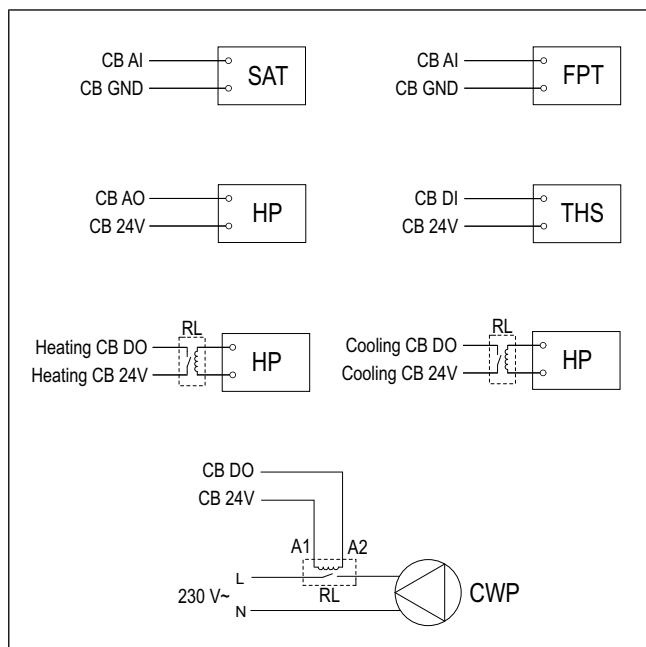 CB AI
CB GND
SAT
CB AI
CB GND
FPT
CB AO
CB 24V
HP
CB DI
CB 24V
THS
RL
Heating CB DO
Heating CB 24V
HP
RL
Cooling CB DO
Cooling CB 24V
HP
CB DO
CB 24V
A1
A2
L
230 V~
N
RL
CWP